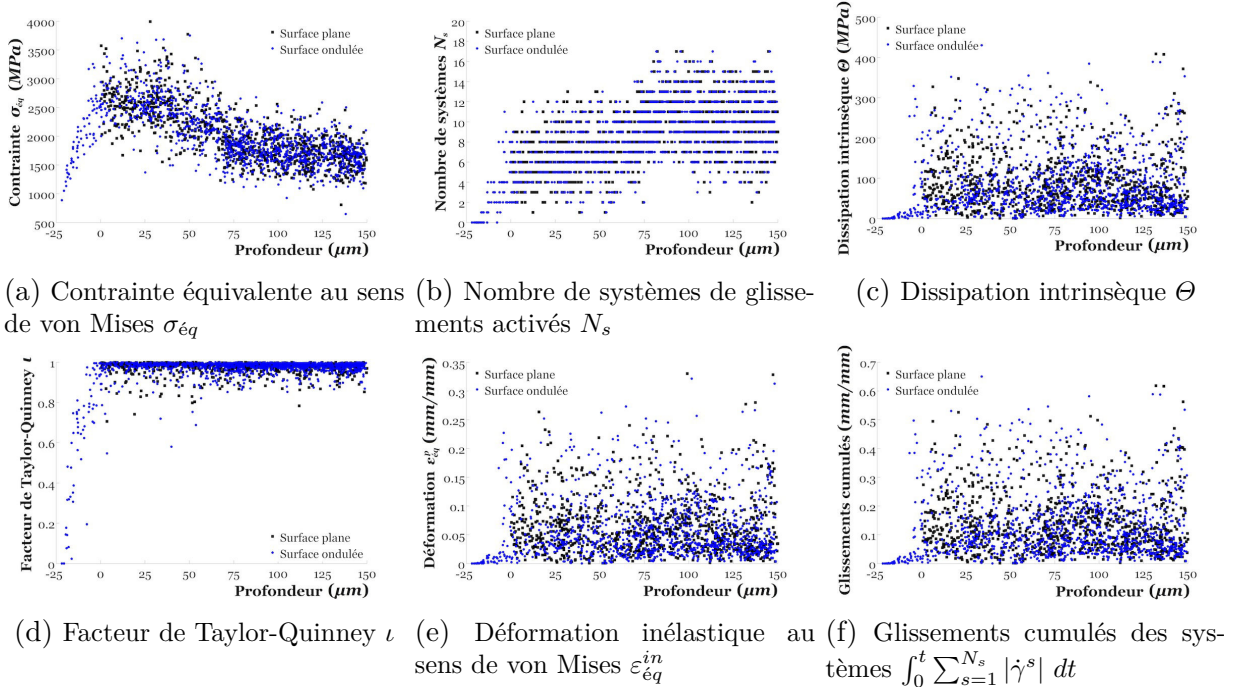 4000
3500
3000
2500
2000
1500
1000
500
-25 0 25 50 75 100 125 150
Contrainte σéq (MPa)
Profondeur (μm)
Surface plane
Surface ondulée
(a) Contrainte équivalente au sens
de von Mises σéq
20
18
16
14
12
10
8
6
4
2
0
-25 0 25 50 75 100 125 150
Nombre de systèmes Ns
Profondeur (μm)
Surface plane
Surface ondulée
(b) Nombre de systèmes de glisse-
ments activés Ns
500
400
300
200
100
0
-25 0 25 50 75 100 125 150
Dissipation intrinsèque Θ (MPa)
Profondeur (μm)
Surface plane
Surface ondulée
(c) Dissipation intrinsèque Θ
1
0.8
0.6
0.4
0.2
0
-25 0 25 50 75 100 125 150
Facteur de Taylor-Quinney ι
Profondeur (μm)
Surface plane
Surface ondulée
(d) Facteur de Taylor-Quinney ι
0.35
0.3
0.25
0.2
0.15
0.1
0.05
0
-25 0 25 50 75 100 125 150
Déformation εᵖéq (mm/mm)
Profondeur (μm)
Surface plane
Surface ondulée
(e) Déformation inélastique au
sens de von Mises εⁱⁿéq
0.7
0.6
0.5
0.4
0.3
0.2
0.1
0
-25 0 25 50 75 100 125 150
Glissements cumulés (mm/mm)
Profondeur (μm)
Surface plane
Surface ondulée
(f) Glissements cumulés des sys-
tèmes ∫₀ᵗ ∑ₛ₌₁ᴺˢ |γ̇ˢ| dt